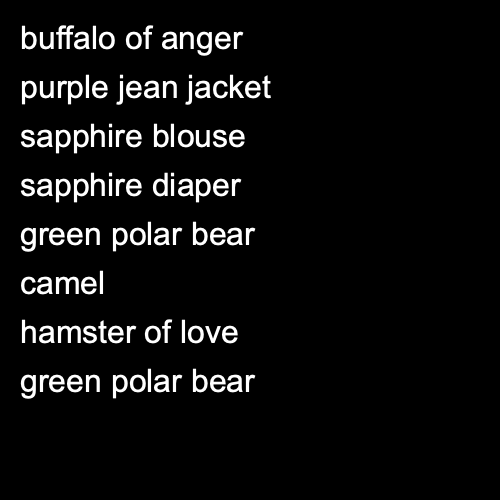 buffalo of anger
purple jean jacket
sapphire blouse
sapphire diaper
green polar bear
camel
hamster of love
green polar bear